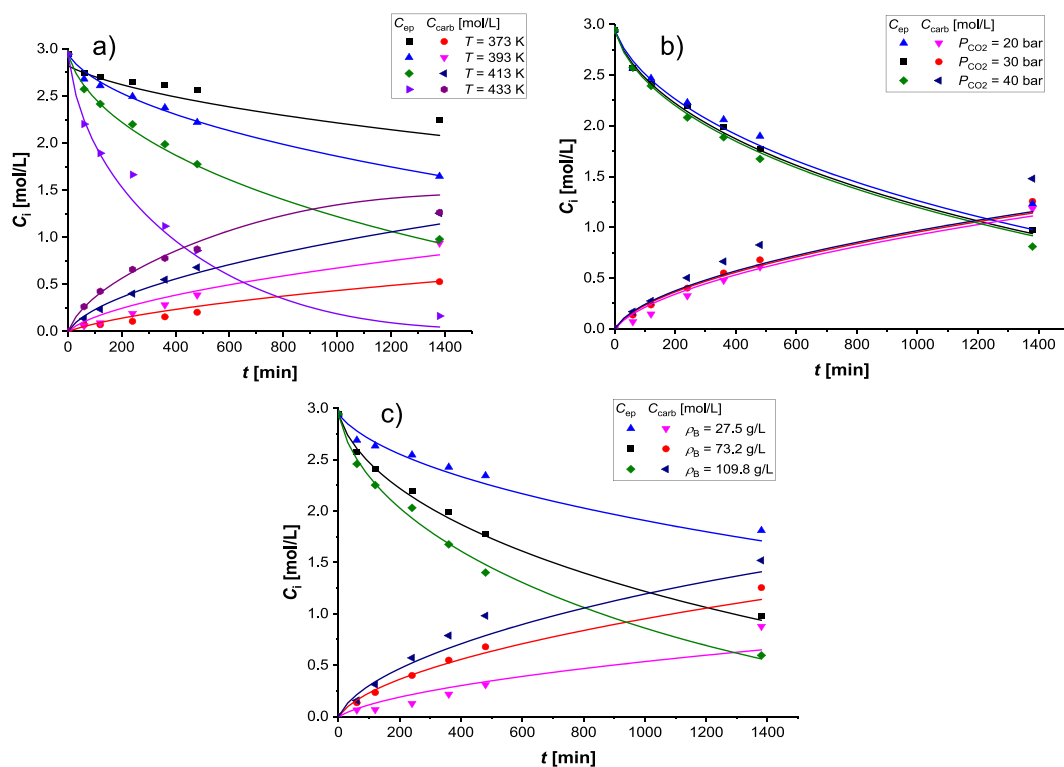 a)
C_ep C_carb [mol/L]
T = 373 K
T = 393 K
T = 413 K
T = 433 K
3.0
2.5
2.0
1.5
1.0
0.5
0.0
C_i [mol/L]
0 200 400 600 800 1000 1200 1400
t [min]
b)
C_ep C_carb [mol/L]
P_CO2 = 20 bar
P_CO2 = 30 bar
P_CO2 = 40 bar
3.0
2.5
2.0
1.5
1.0
0.5
0.0
C_i [mol/L]
0 200 400 600 800 1000 1200 1400
t [min]
c)
C_ep C_carb [mol/L]
ρ_B = 27.5 g/L
ρ_B = 73.2 g/L
ρ_B = 109.8 g/L
3.0
2.5
2.0
1.5
1.0
0.5
0.0
C_i [mol/L]
0 200 400 600 800 1000 1200 1400
t [min]